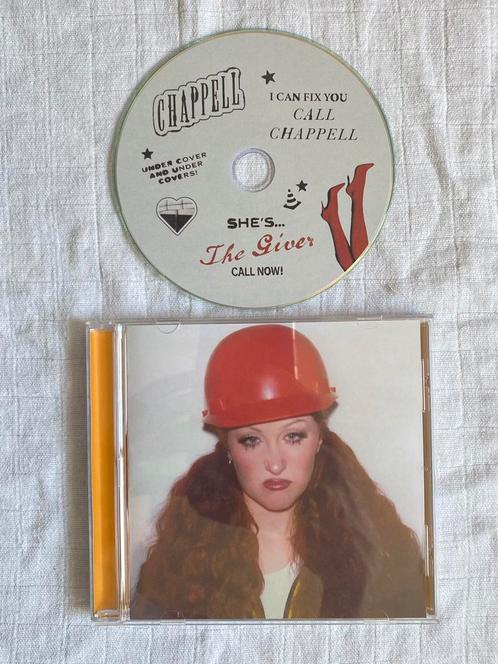 CHAPPELL
I CAN FIX YOU
CALL
CHAPPELL
UNDER COVER
AND UNDER
COVERS!
SHE'S...
The Giver
CALL NOW!